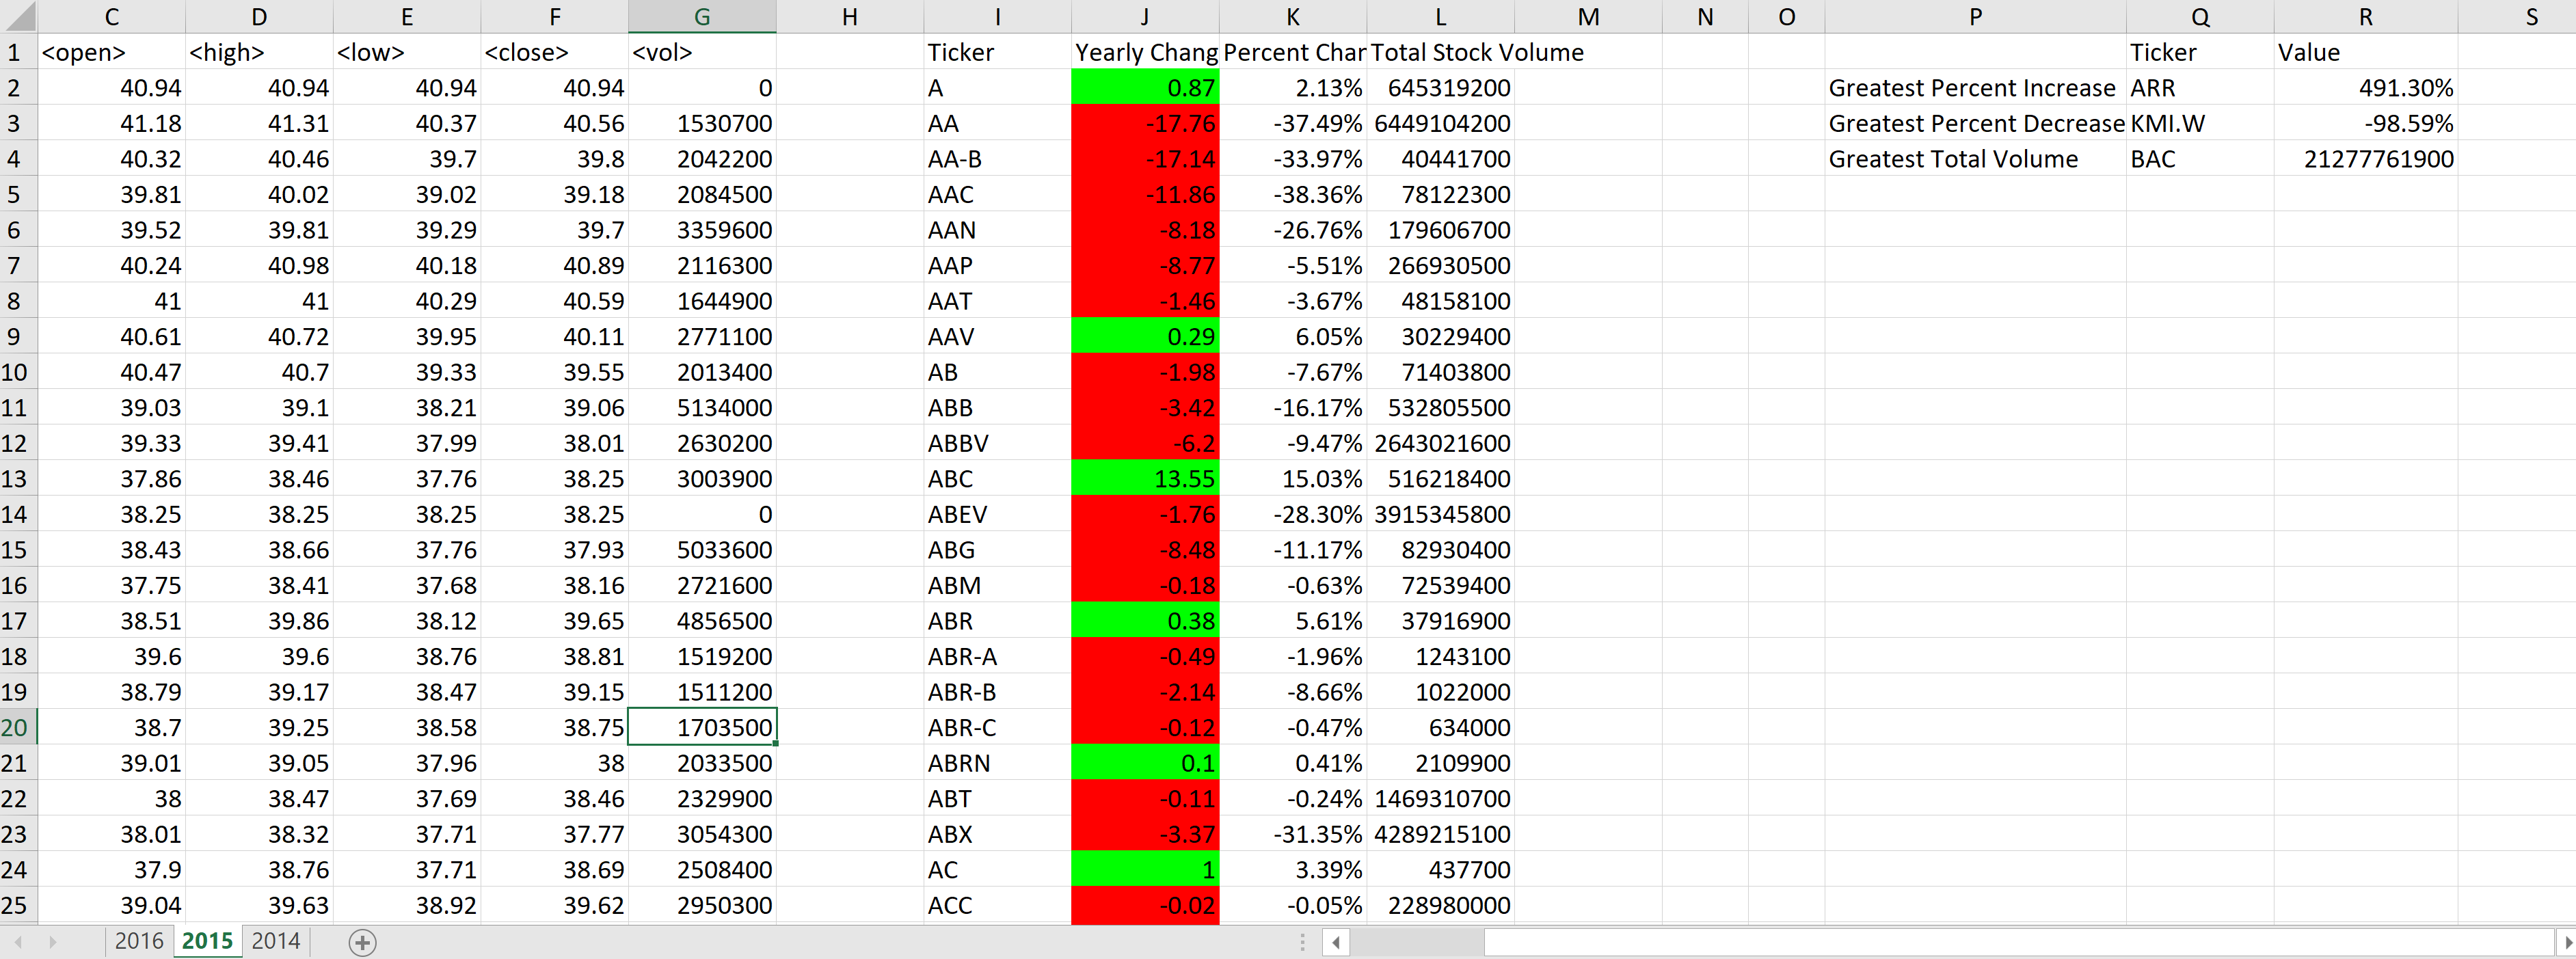 C D E F G H I J K L M N O P Q R S
1 <open> <high> <low> <close> <vol> Ticker Yearly Chang Percent Char Total Stock Volume Ticker Value
2 40.94 40.94 40.94 40.94 0 A 0.87 2.13% 645319200 Greatest Percent Increase ARR 491.30%
3 41.18 41.31 40.37 40.56 1530700 AA -17.76 -37.49% 6449104200 Greatest Percent Decrease KMI.W -98.59%
4 40.32 40.46 39.7 39.8 2042200 AA-B -17.14 -33.97% 40441700 Greatest Total Volume BAC 21277761900
5 39.81 40.02 39.02 39.18 2084500 AAC -11.86 -38.36% 78122300
6 39.52 39.81 39.29 39.7 3359600 AAN -8.18 -26.76% 179606700
7 40.24 40.98 40.18 40.89 2116300 AAP -8.77 -5.51% 266930500
8 41 41 40.29 40.59 1644900 AAT -1.46 -3.67% 48158100
9 40.61 40.72 39.95 40.11 2771100 AAV 0.29 6.05% 30229400
10 40.47 40.7 39.33 39.55 2013400 AB -1.98 -7.67% 71403800
11 39.03 39.1 38.21 39.06 5134000 ABB -3.42 -16.17% 532805500
12 39.33 39.41 37.99 38.01 2630200 ABBV -6.2 -9.47% 2643021600
13 37.86 38.46 37.76 38.25 3003900 ABC 13.55 15.03% 516218400
14 38.25 38.25 38.25 38.25 0 ABEV -1.76 -28.30% 3915345800
15 38.43 38.66 37.76 37.93 5033600 ABG -8.48 -11.17% 82930400
16 37.75 38.41 37.68 38.16 2721600 ABM -0.18 -0.63% 72539400
17 38.51 39.86 38.12 39.65 4856500 ABR 0.38 5.61% 37916900
18 39.6 39.6 38.76 38.81 1519200 ABR-A -0.49 -1.96% 1243100
19 38.79 39.17 38.47 39.15 1511200 ABR-B -2.14 -8.66% 1022000
20 38.7 39.25 38.58 38.75 1703500 ABR-C -0.12 -0.47% 634000
21 39.01 39.05 37.96 38 2033500 ABRN 0.1 0.41% 2109900
22 38 38.47 37.69 38.46 2329900 ABT -0.11 -0.24% 1469310700
23 38.01 38.32 37.71 37.77 3054300 ABX -3.37 -31.35% 4289215100
24 37.9 38.76 37.71 38.69 2508400 AC 1 3.39% 437700
25 39.04 39.63 38.92 39.62 2950300 ACC -0.02 -0.05% 228980000
2016 2015 2014